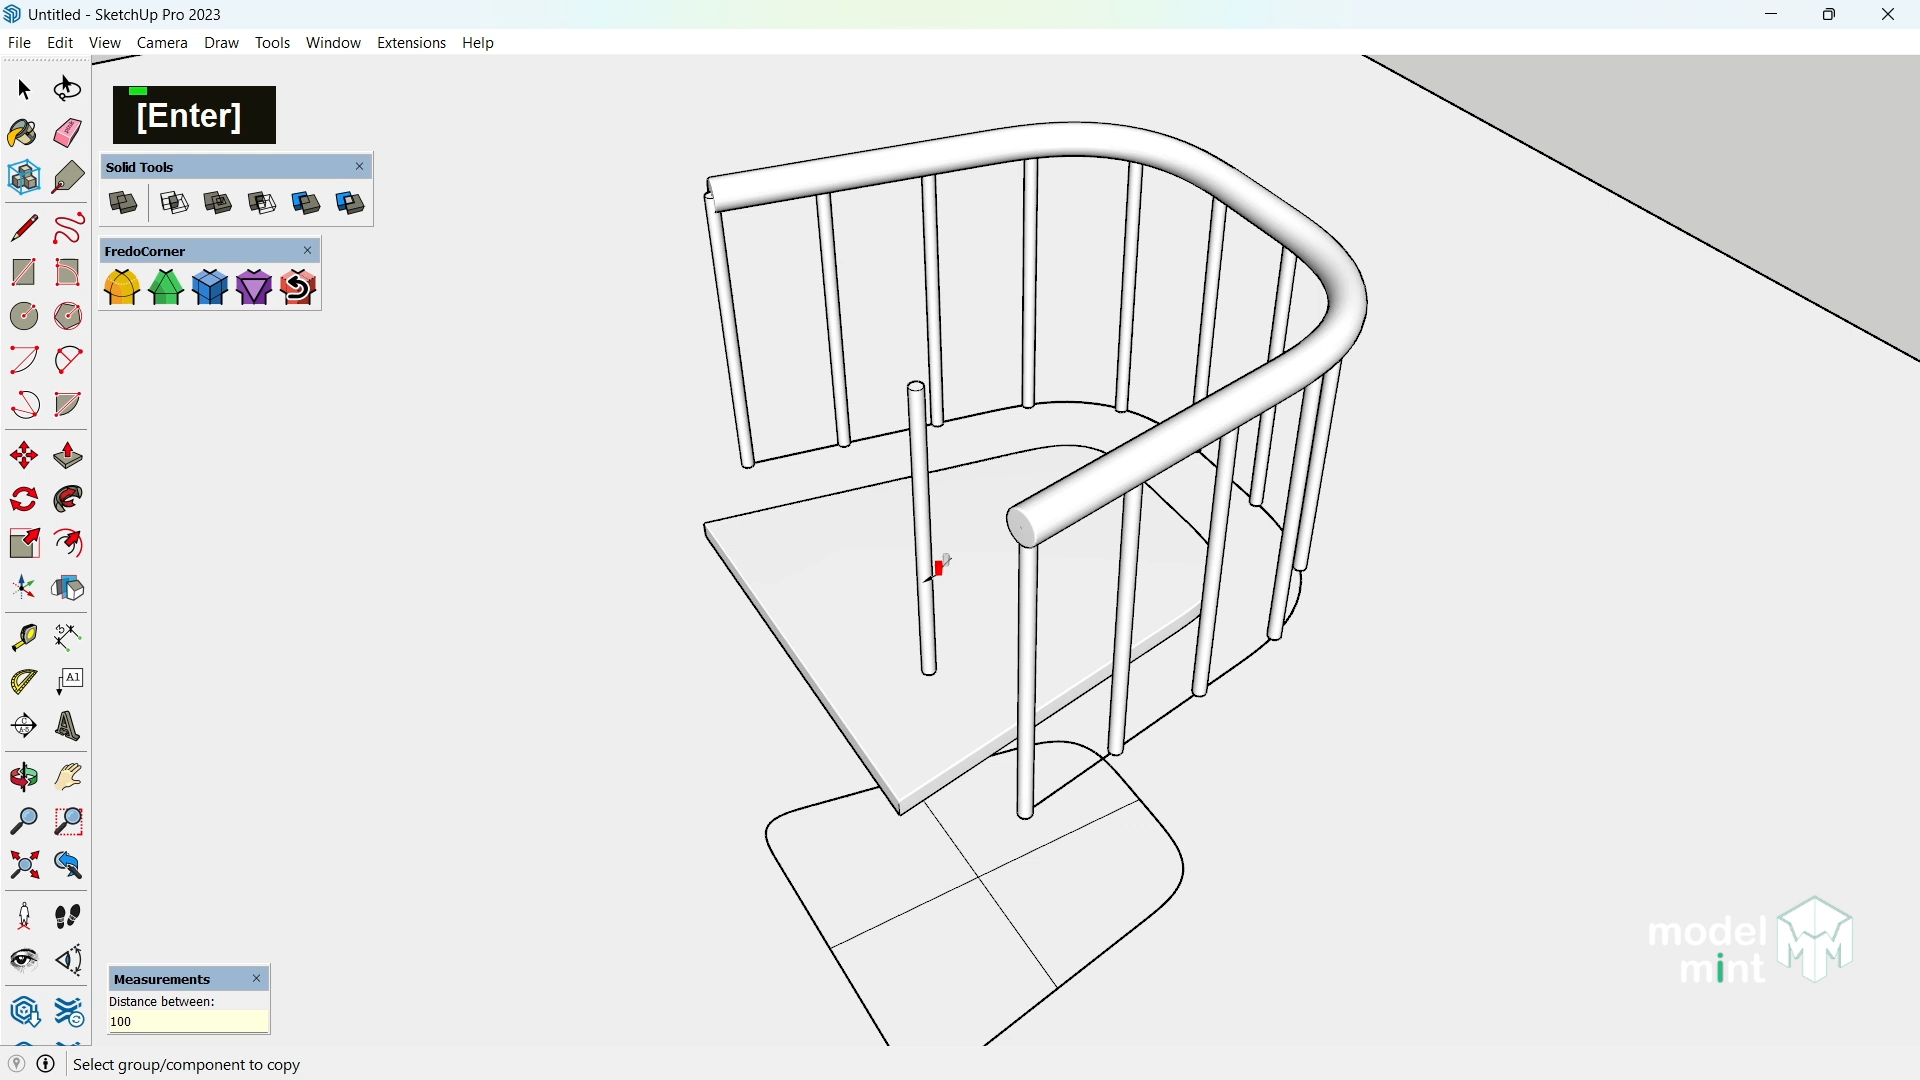 Untitled - SketchUp Pro 2023
File Edit View Camera Draw Tools Window Extensions Help
[Enter]
Solid Tools
FredoCorner
A1
Measurements
Distance between:
100
model
mint
Select group/component to copy